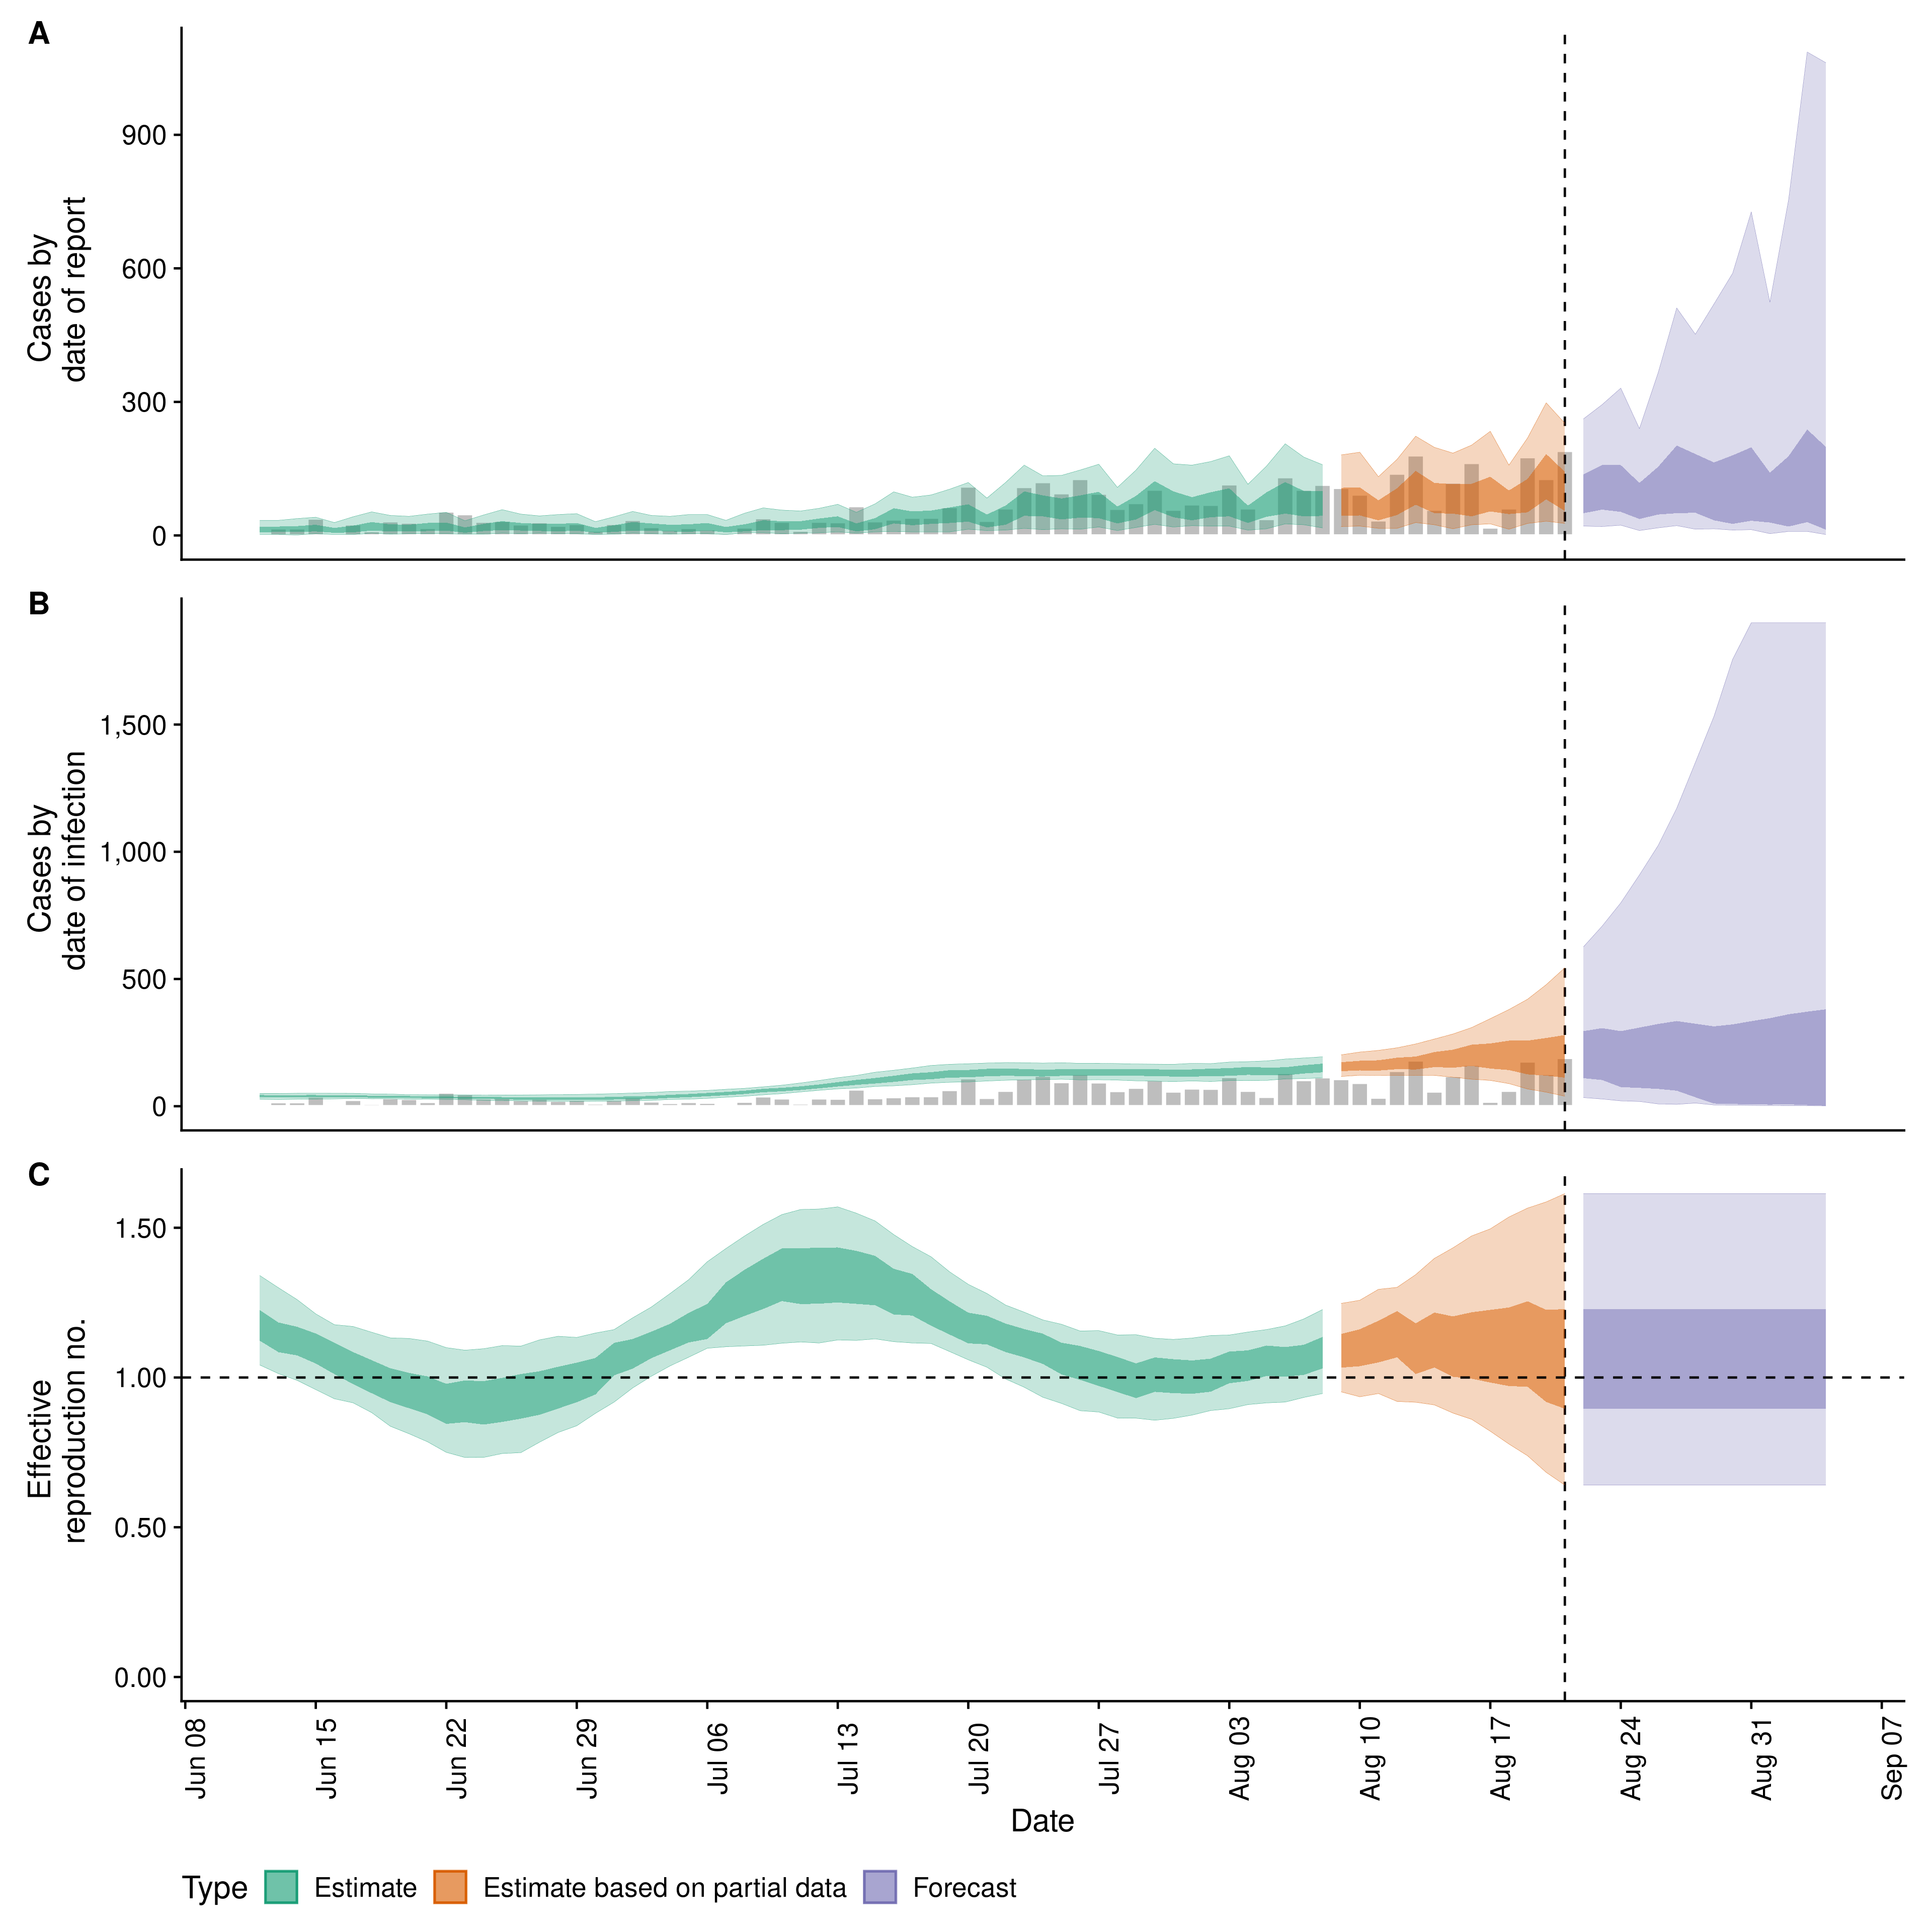 A
Cases by
date of report
900
600
300
0
B
Cases by
date of infection
1,500
1,000
500
0
C
Effective
reproduction no.
1.50
1.00
0.50
0.00
Jun 08
Jun 15
Jun 22
Jun 29
Jul 06
Jul 13
Jul 20
Jul 27
Aug 03
Aug 10
Aug 17
Aug 24
Aug 31
Sep 07
Date
Type Estimate Estimate based on partial data Forecast